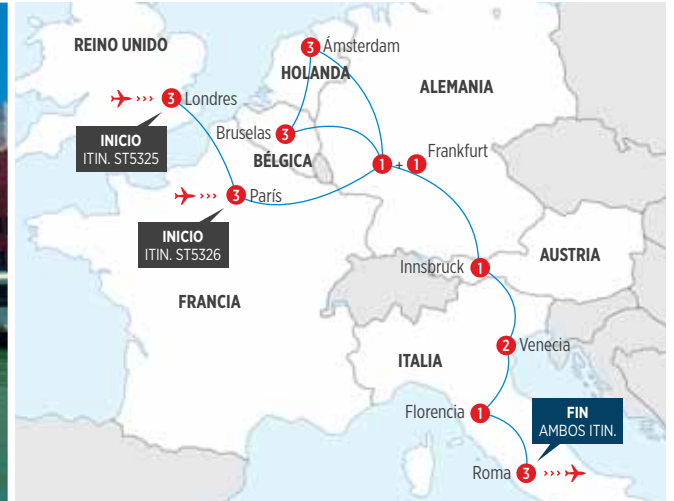 REINO UNIDO
3 Ámsterdam
HOLANDA
ALEMANIA
3 Londres
INICIO
ITIN. ST5325
Bruselas 3
BÉLGICA
Frankfurt
1 + 1
3 París
INICIO
ITIN. ST5326
Innsbruck 1
AUSTRIA
FRANCIA
2 Venecia
ITALIA
Florencia 1
FIN
AMBOS ITIN.
Roma 3